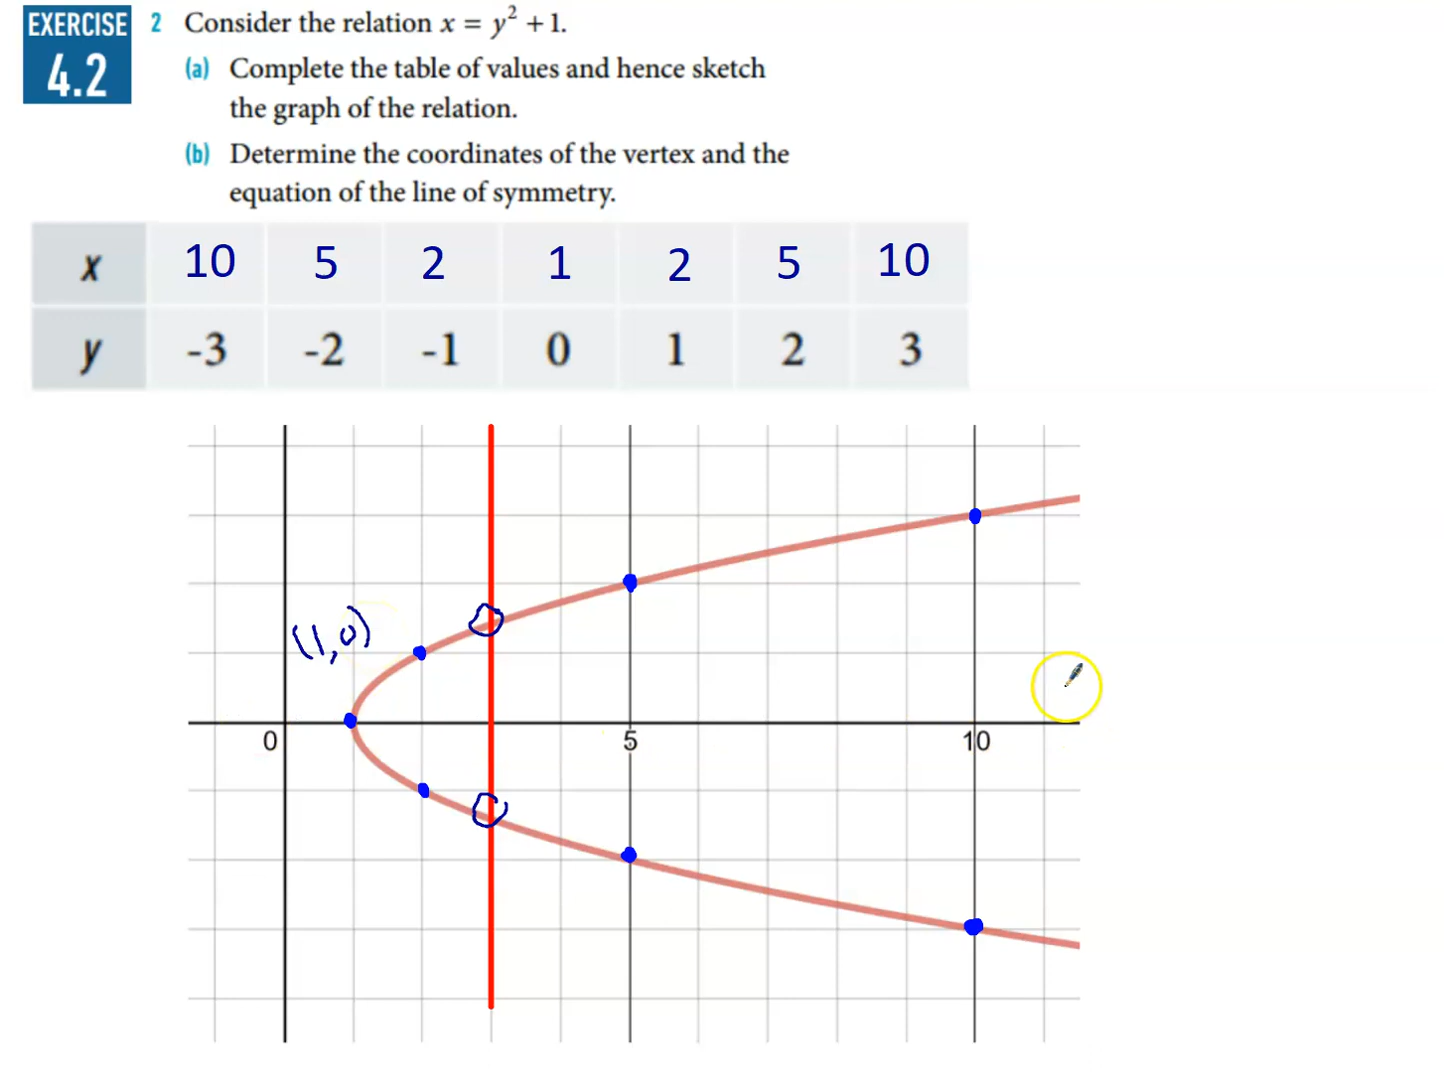 EXERCISE 2 Consider the relation x = y² + 1.
4.2 (a) Complete the table of values and hence sketch
the graph of the relation.
(b) Determine the coordinates of the vertex and the
equation of the line of symmetry.
x 10 5 2 1 2 5 10
y -3 -2 -1 0 1 2 3
(1,0)
0 5 10